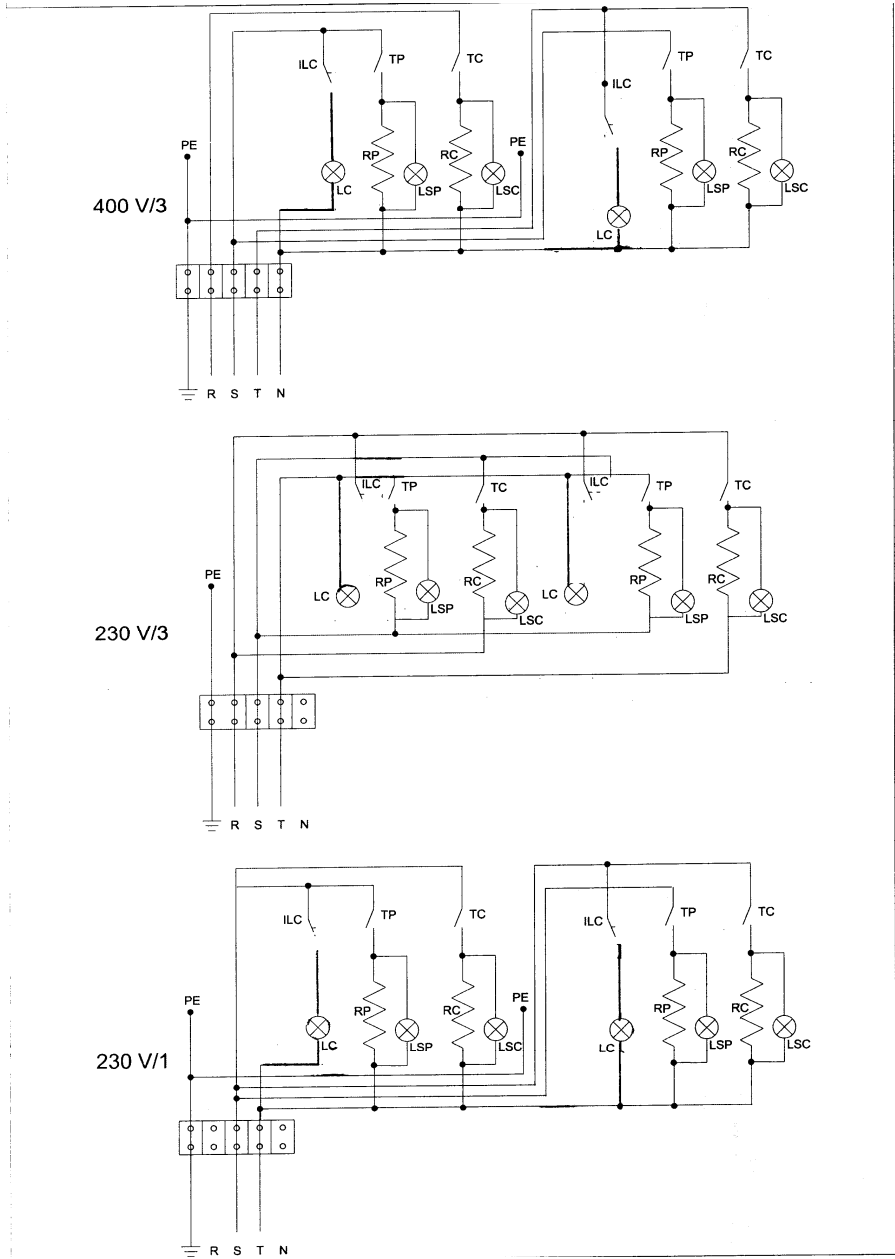 ILC TP TC ILC TP TC
PE RP RC PE RP RC
LC LSP LSC LC LSP LSC
400 V/3
R S T N
ILC TP TC ILC TP TC
PE LC RP LSP RC LSC LC RP LSP RC LSC
230 V/3
R S T N
ILC TP TC ILC TP TC
PE RP RC PE RP RC
LC LSP LSC LC LSP LSC
230 V/1
R S T N